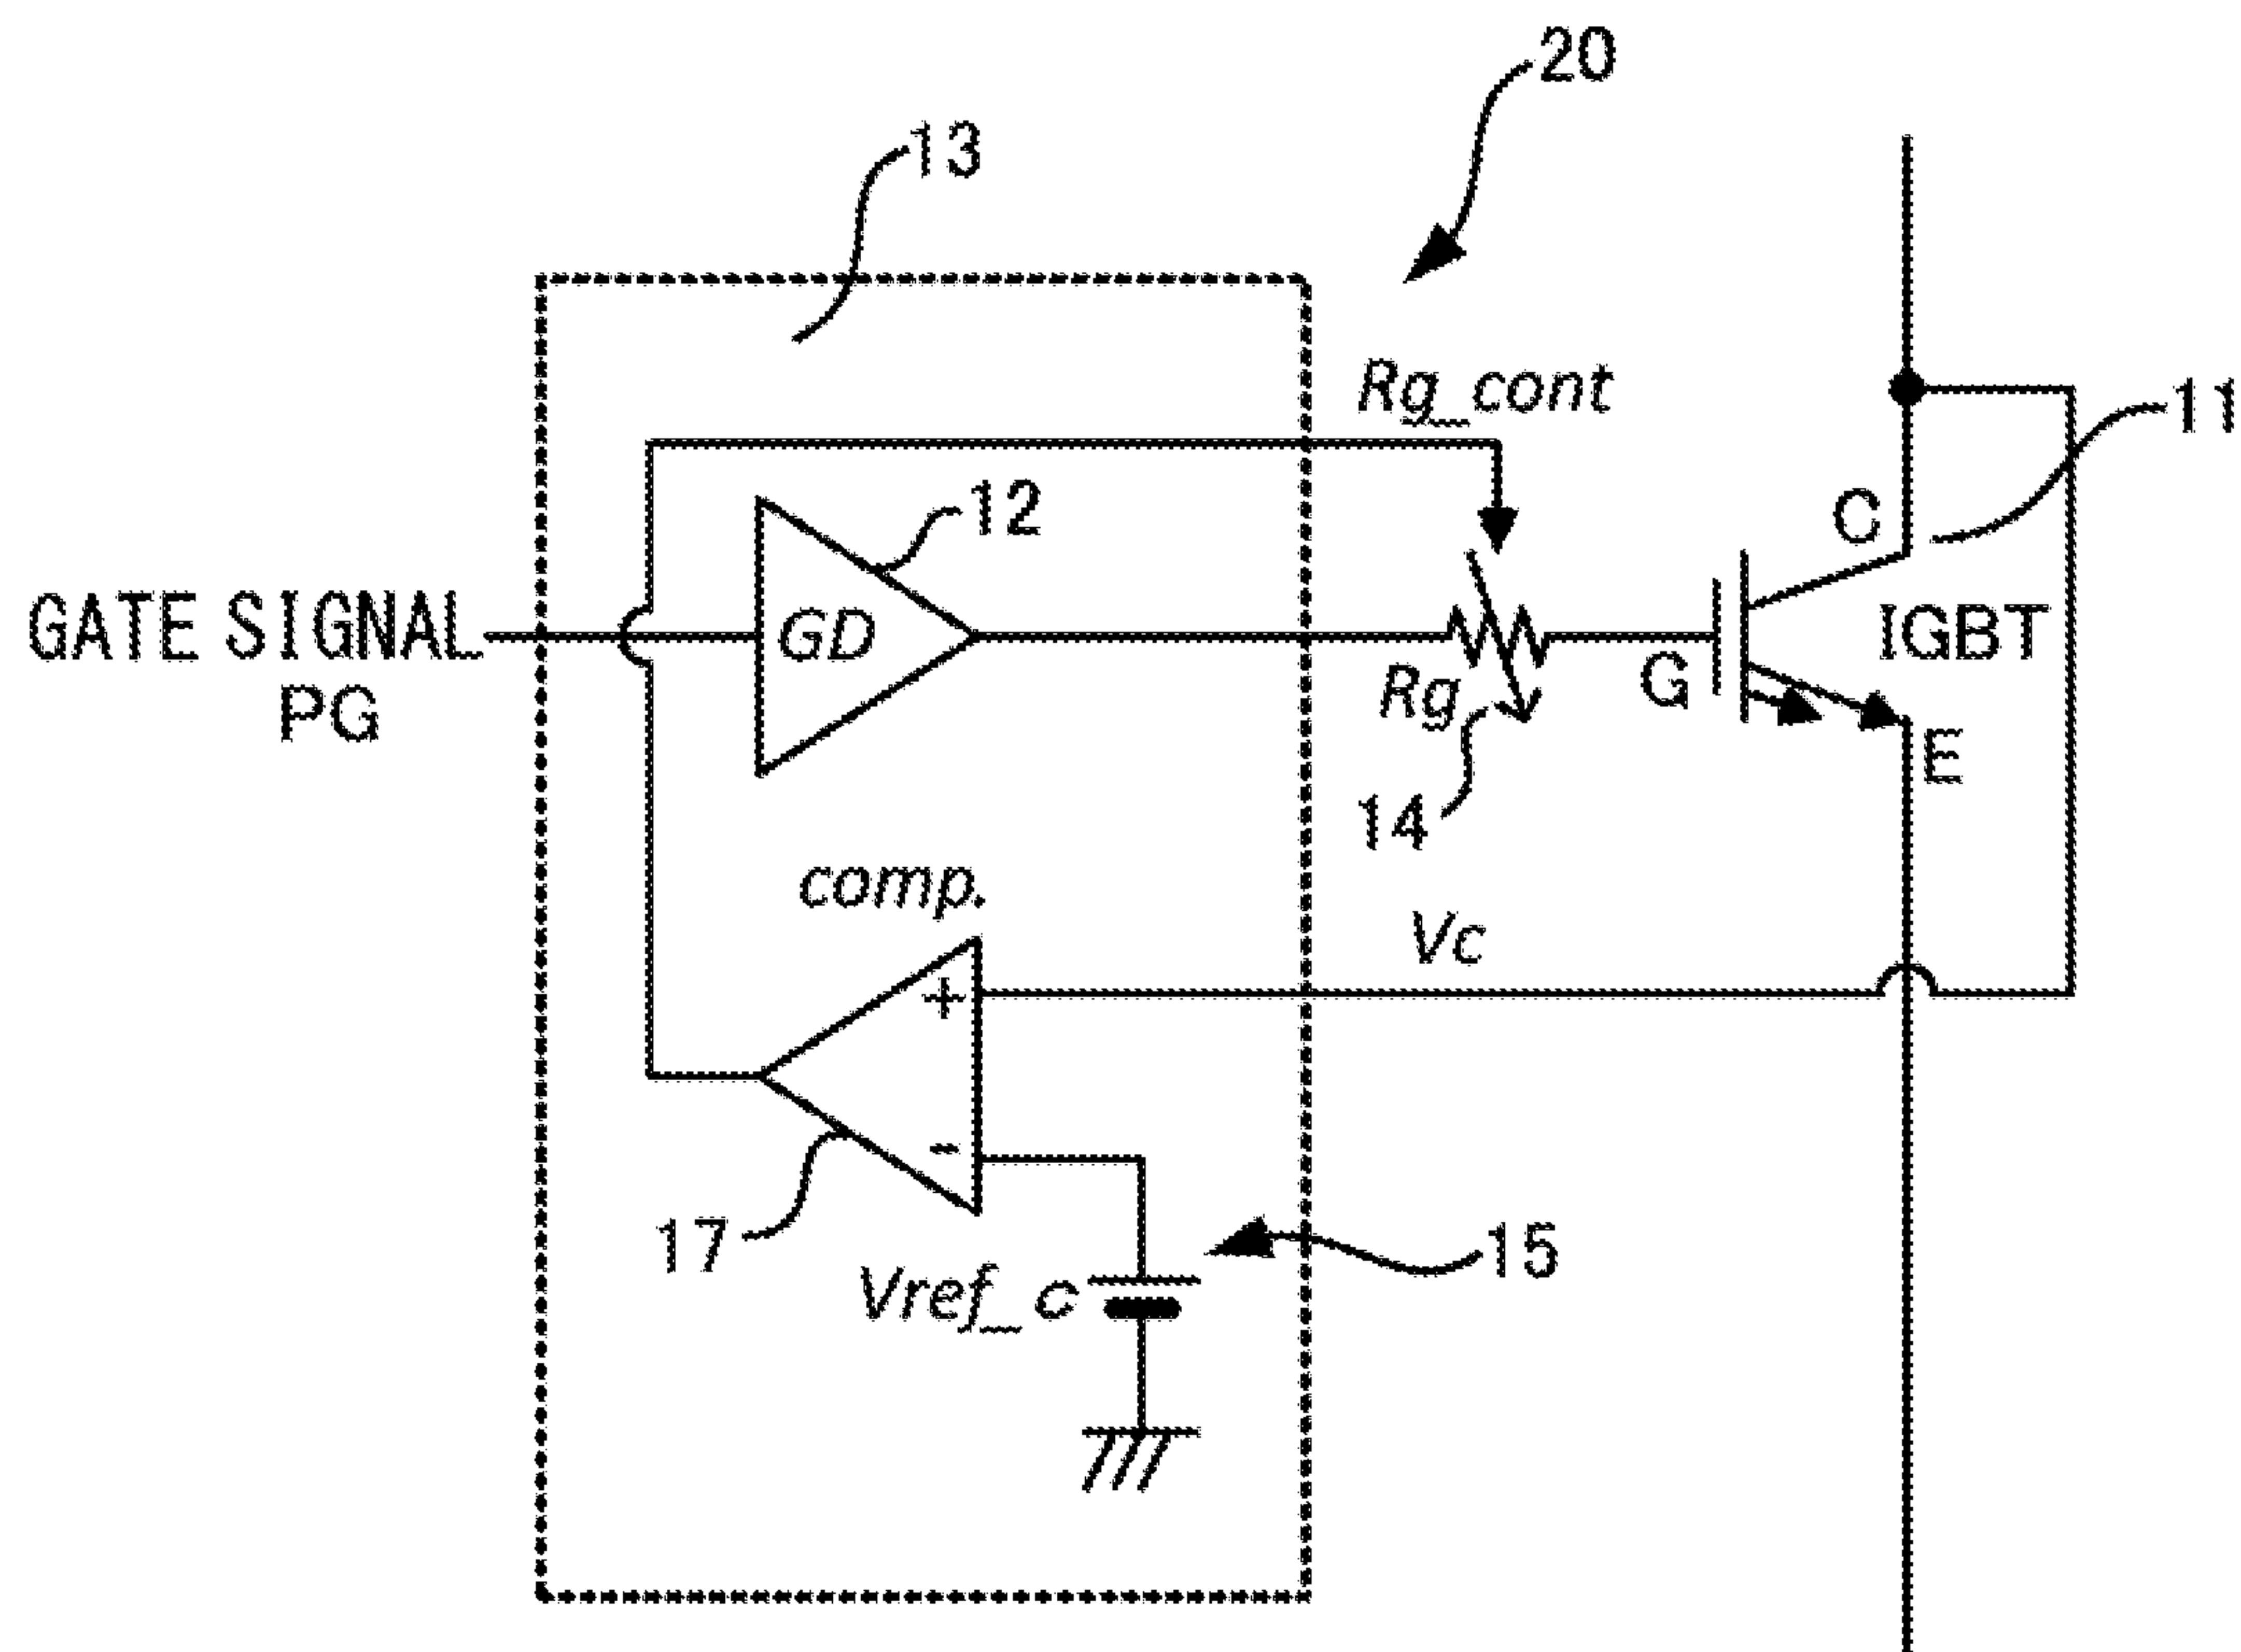 20
13
Rg_cont
11
12
C
GATE SIGNAL
PG
GD
IGBT
Rg
G
E
14
comp.
Vc
+
-
17
15
Vref_c